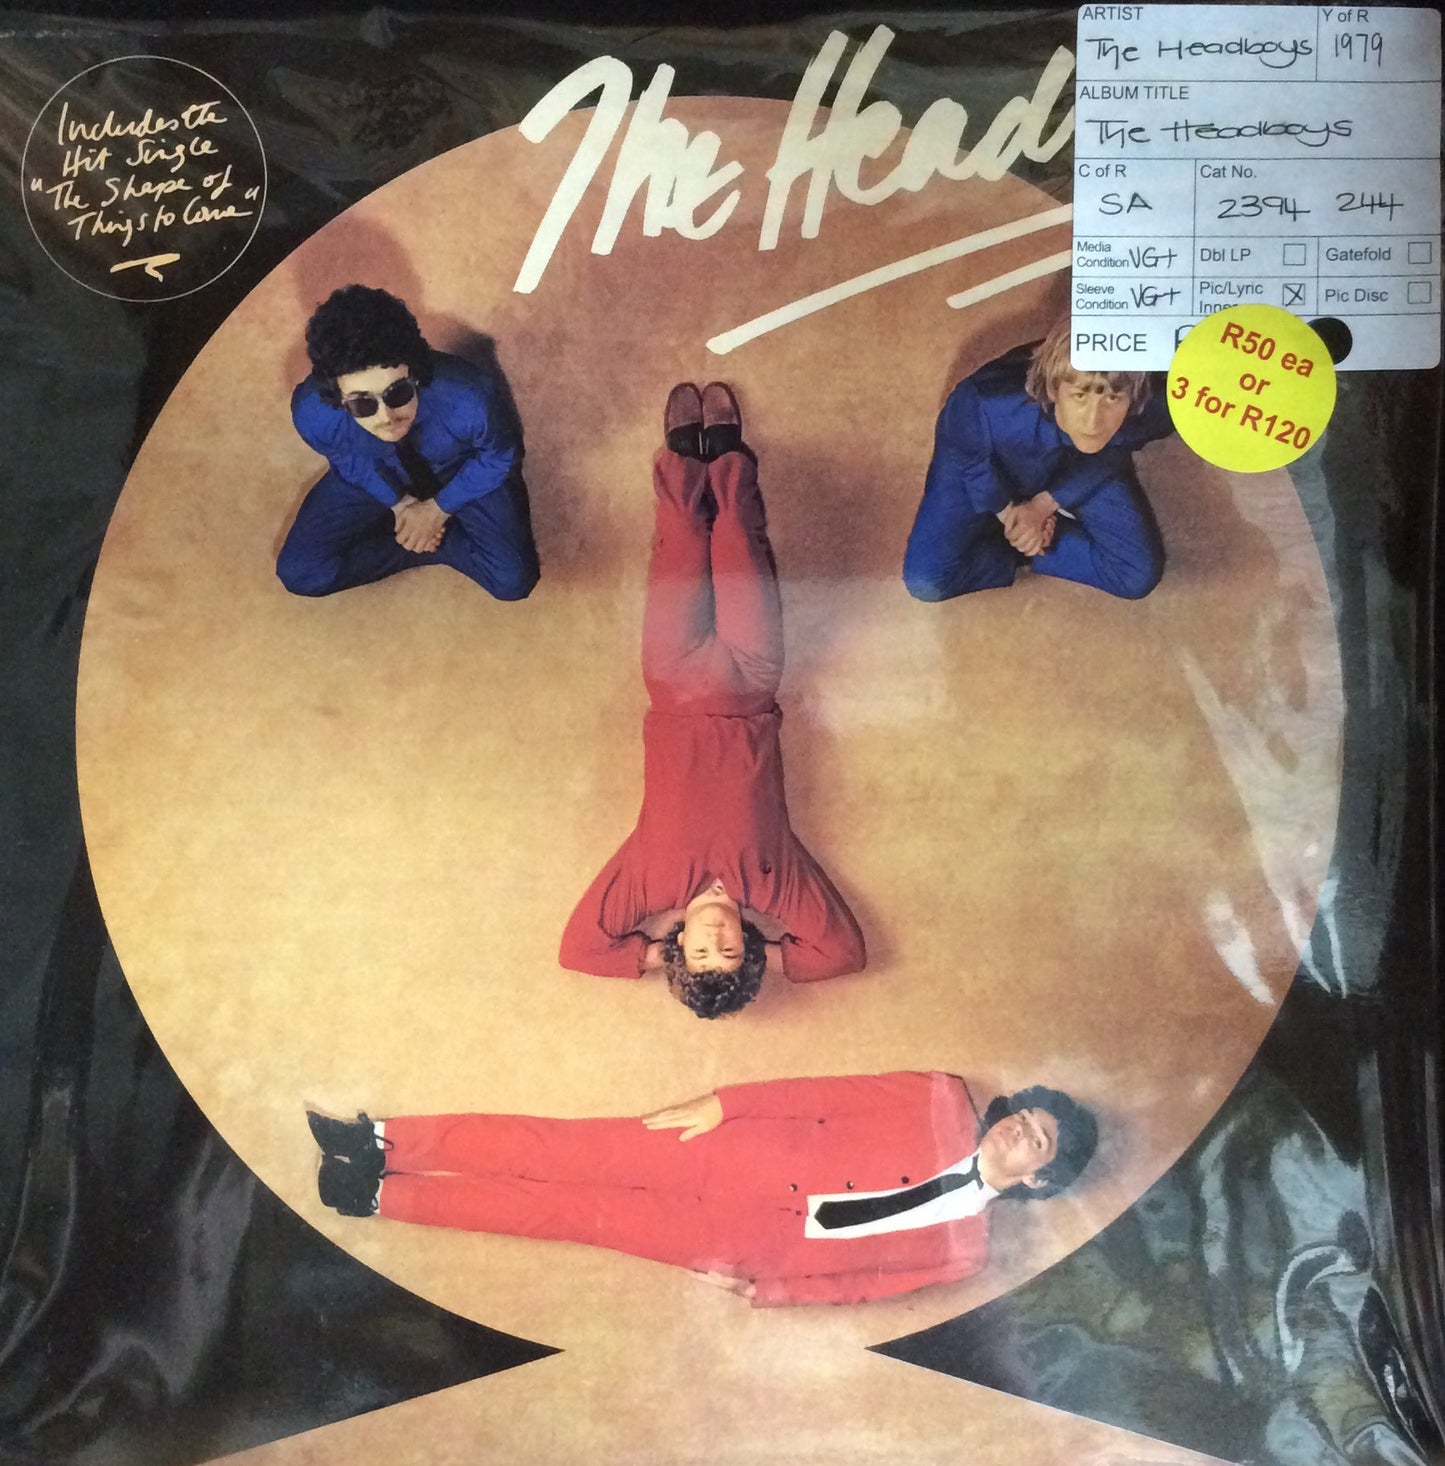 Includes the
Hit Single
"The Shape of
Things to Come"
The Head
ARTIST
The Headboys
Y of R
1979
ALBUM TITLE
The Headboys
C of R
SA
Cat No.
2394 244
Media
Condition VG+
Dbl LP
Gatefold
Sleeve
Condition VG+
Pic/Lyric
Inner
X
Pic Disc
PRICE R
R50 ea
or
3 for R120